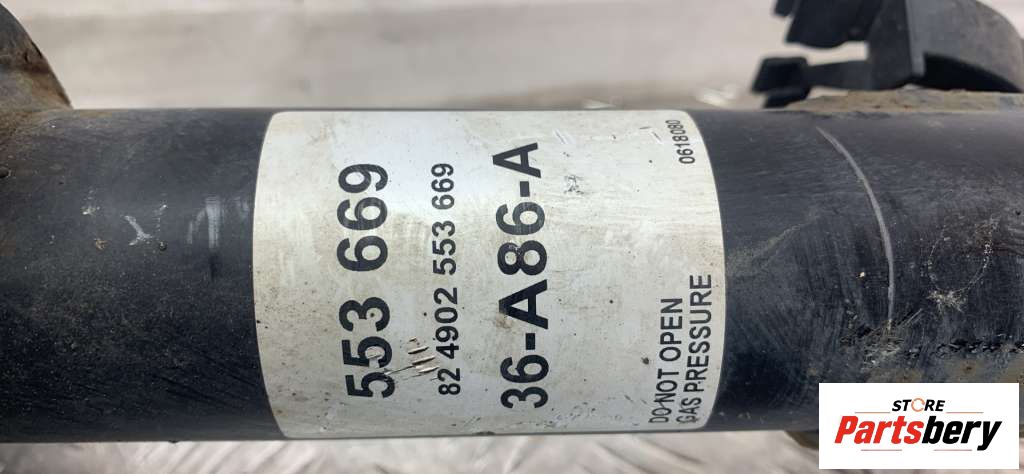 553 669
82 4902 553 669
36-A86-A
DO NOT OPEN
GAS PRESSURE
0618080
STORE
Partsbery